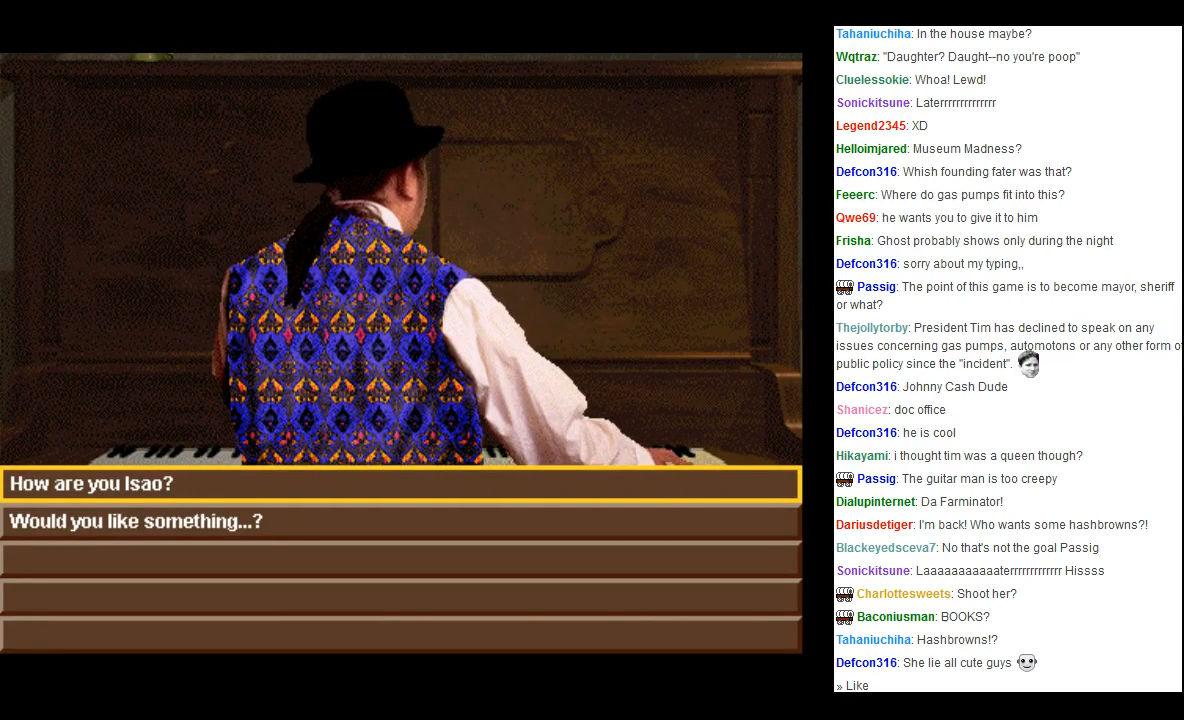 How are you Isao?
Would you like something...?
Tahaniuchiha: In the house maybe?
Wqtraz: "Daughter? Daught--no you're poop"
Cluelessokie: Whoa! Lewd!
Sonickitsune: Laterrrrrrrrrrrrrr
Legend2345: XD
Helloimjared: Museum Madness?
Defcon316: Whish founding fater was that?
Feeerc: Where do gas pumps fit into this?
Qwe69: he wants you to give it to him
Frisha: Ghost probably shows only during the night
Defcon316: sorry about my typing,,
Passig: The point of this game is to become mayor, sheriff
or what?
Thejollytorby: President Tim has declined to speak on any
issues concerning gas pumps, automotons or any other form of
public policy since the "incident".
Defcon316: Johnny Cash Dude
Shanicez: doc office
Defcon316: he is cool
Hikayami: i thought tim was a queen though?
Passig: The guitar man is too creepy
Dialupinternet: Da Farminator!
Dariusdetiger: I'm back! Who wants some hashbrowns?!
Blackeyedsceva7: No that's not the goal Passig
Sonickitsune: Laaaaaaaaaaaterrrrrrrrrrrrr Hissss
Charlottesweets: Shoot her?
Baconiusman: BOOKS?
Tahaniuchiha: Hashbrowns!?
Defcon316: She lie all cute guys
» Like